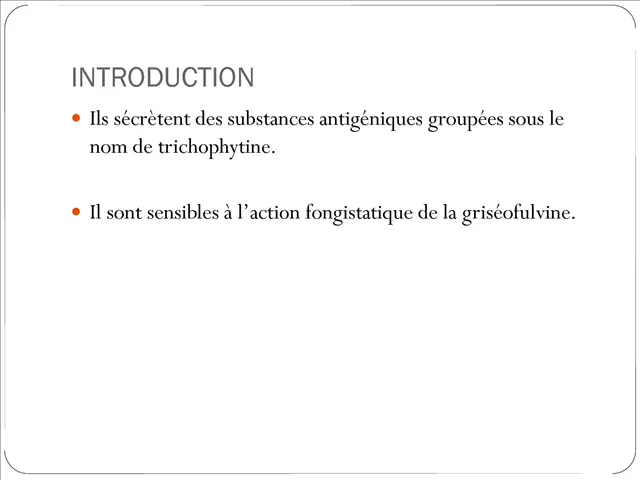 INTRODUCTION
• Ils sécrètent des substances antigéniques groupées sous le
nom de trichophytine.
• Il sont sensibles à l’action fongistatique de la griséofulvine.